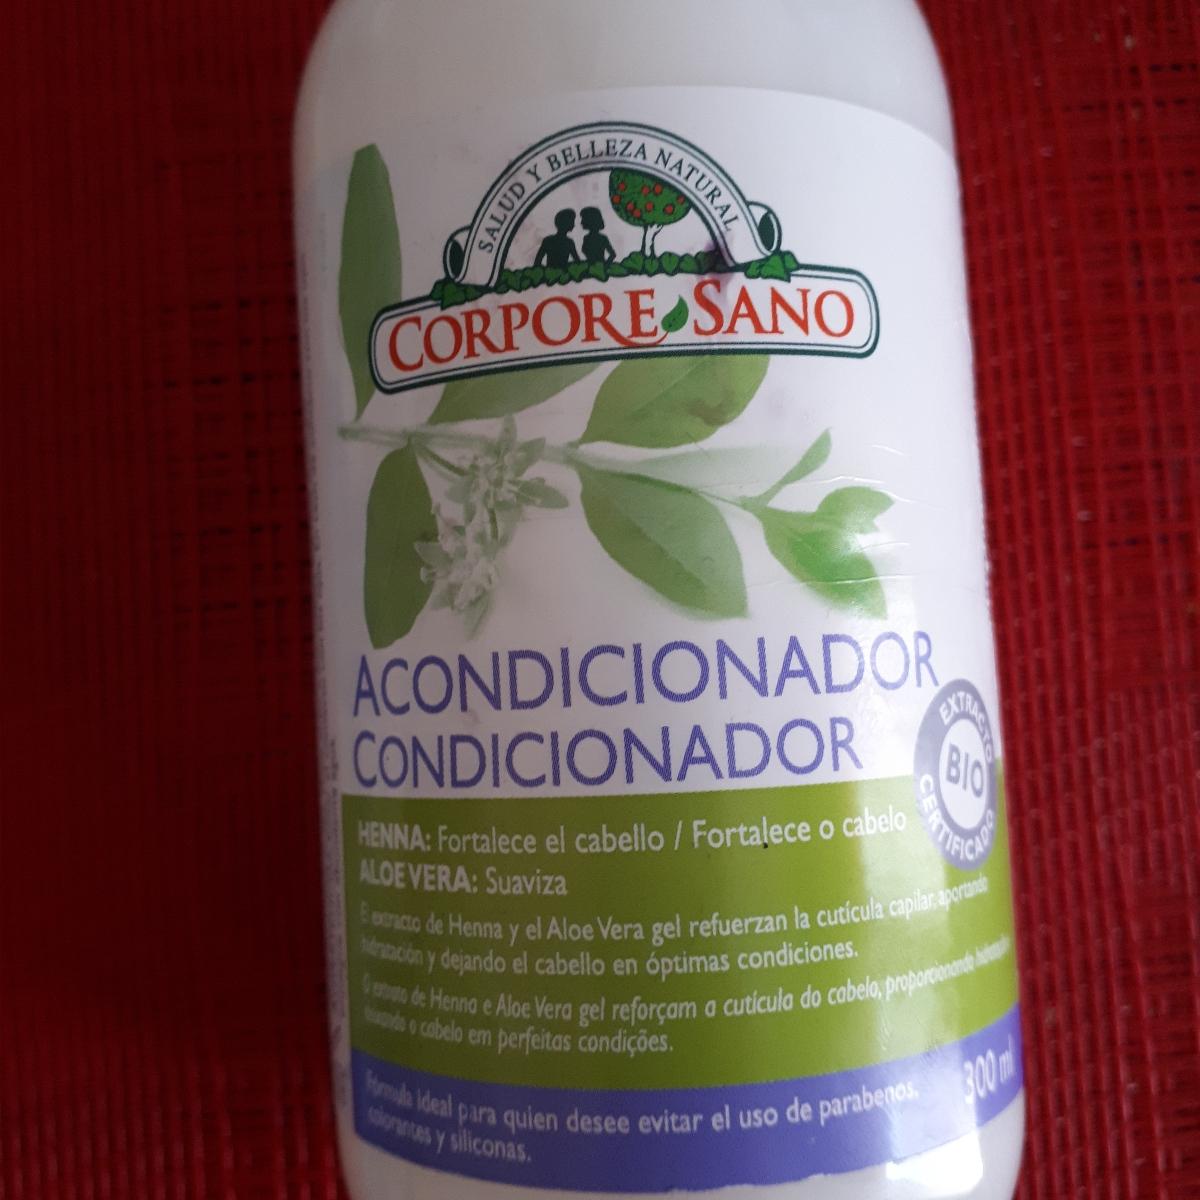 SALUD Y BELLEZA NATURAL
CORPORE SANO
ACONDICIONADOR
CONDICIONADOR
EXTRACTO
BIO
CERTIFICADO
HENNA: Fortalece el cabello / Fortalece o cabelo
ALOE VERA: Suaviza
El extracto de Henna y el Aloe Vera gel refuerzan la cutícula capilar, aportando
hidratación y dejando el cabello en óptimas condiciones.
O extrato de Henna e Aloe Vera gel reforçam a cutícula do cabelo, proporcionando
deixando o cabelo em perfeitas condições.
300 ml
Fórmula ideal para quien desee evitar el uso de parabenos,
colorantes y siliconas.